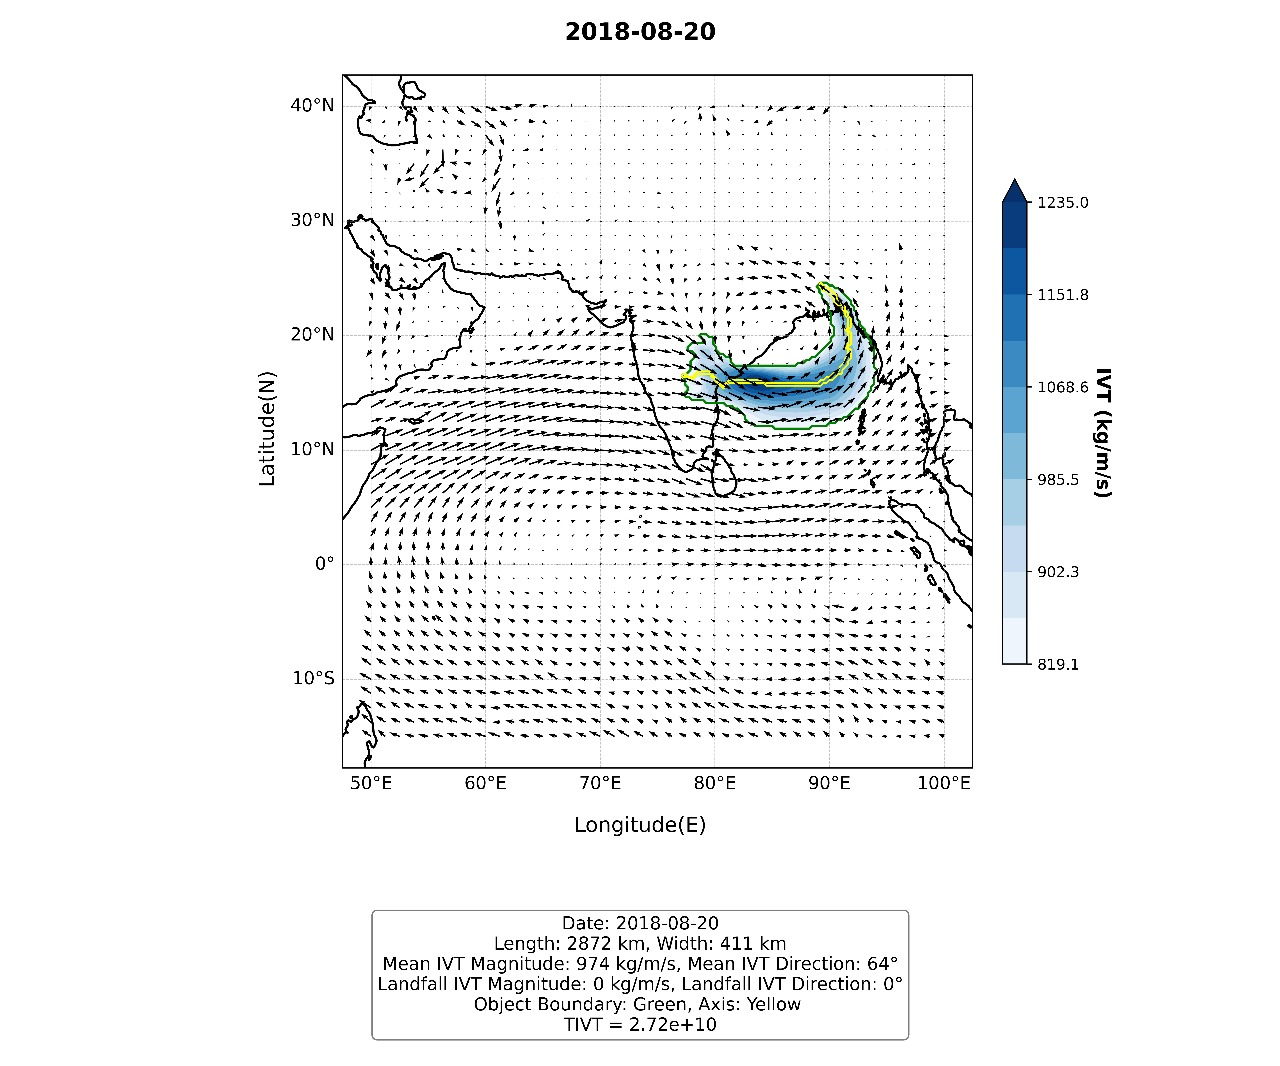 2018-08-20
40°N
30°N
20°N
10°N
0°
10°S
Latitude(N)
50°E 60°E 70°E 80°E 90°E 100°E
Longitude(E)
1235.0
1151.8
1068.6
985.5
902.3
819.1
IVT (kg/m/s)
Date: 2018-08-20
Length: 2872 km, Width: 411 km
Mean IVT Magnitude: 974 kg/m/s, Mean IVT Direction: 64°
Landfall IVT Magnitude: 0 kg/m/s, Landfall IVT Direction: 0°
Object Boundary: Green, Axis: Yellow
TIVT = 2.72e+10